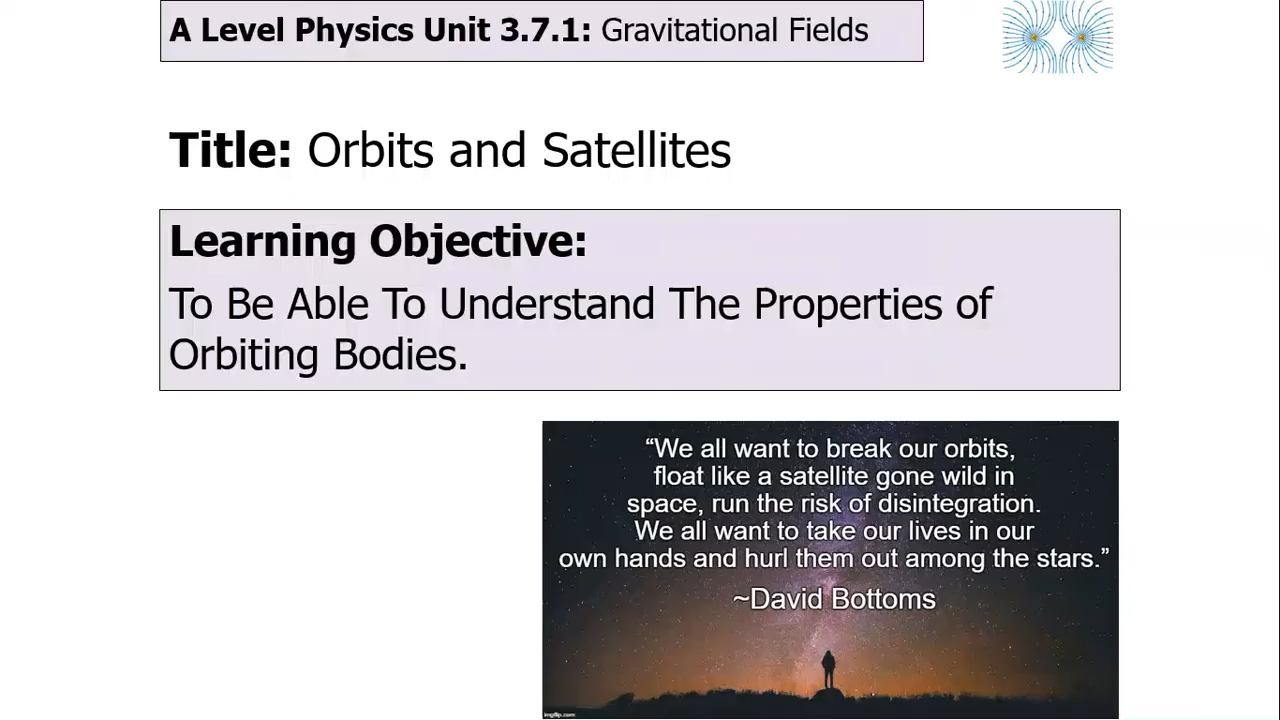 A Level Physics Unit 3.7.1: Gravitational Fields
Title: Orbits and Satellites
Learning Objective:
To Be Able To Understand The Properties of
Orbiting Bodies.
“We all want to break our orbits,
float like a satellite gone wild in
space, run the risk of disintegration.
We all want to take our lives in our
own hands and hurl them out among the stars.”
~David Bottoms
imgflip.com